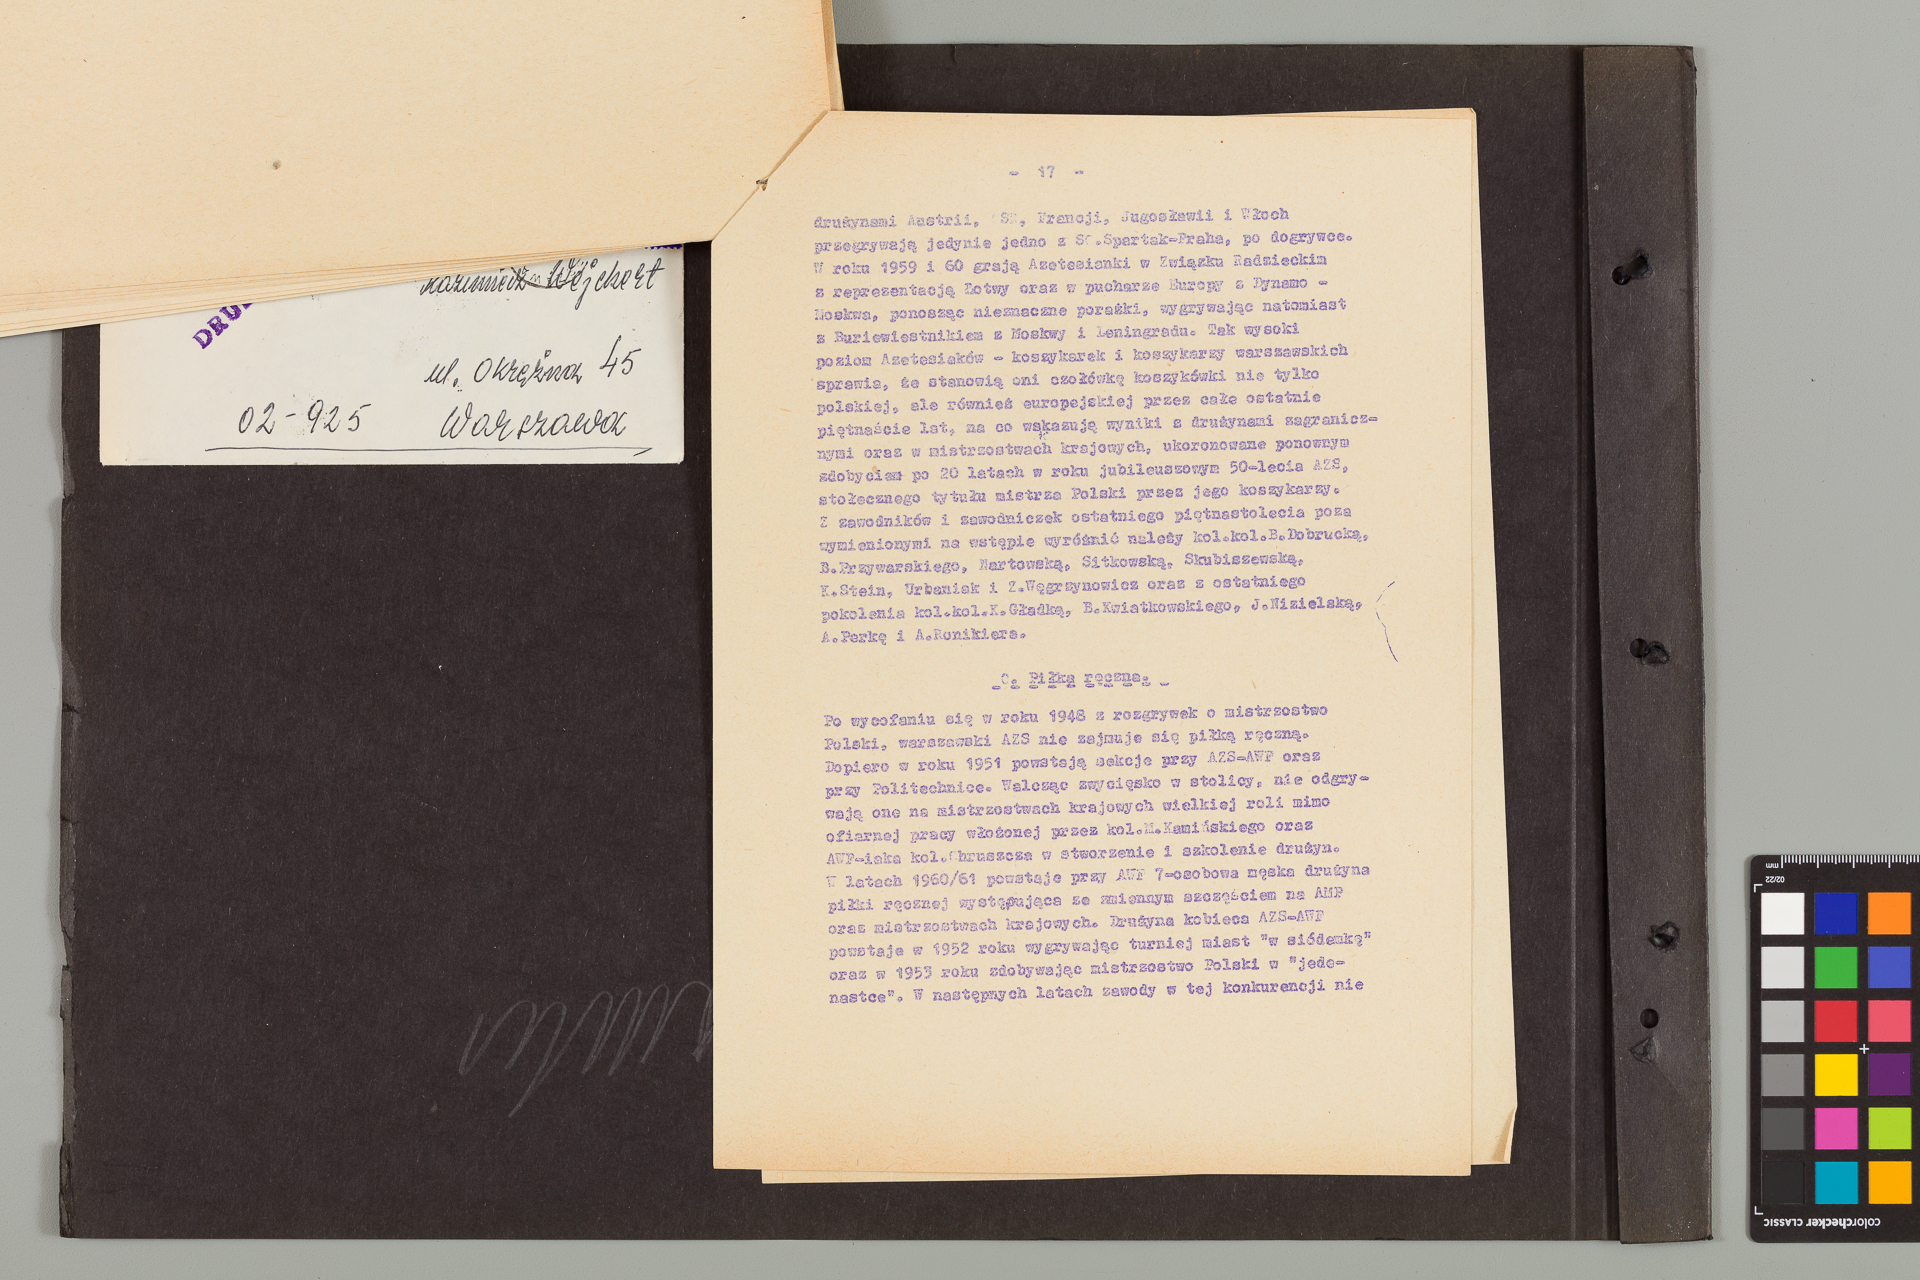 Kazimierz Wejchert
ul. Okrężna 45
02-925 Warszawa
DRU
- 17 -
drużynami Austrii, Francji, Jugosławii i Włoch
przegrywają jedynie jedno z Spartak-Praha, po dogrywce.
W roku 1959 i 60 grają Azetesianki w Związku Radzieckim
z reprezentacją Łotwy oraz w pucharze Europy z Dynamo -
Moskwa, ponosząc nieznaczne porażki, wygrywając natomiast
z Buriewiestnikiem z Moskwy i Leningradu. Tak wysoki
poziom Azetesiaków - koszykarek i koszykarzy warszawskich
sprawia, że stanowią oni czołówkę koszykówki nie tylko
polskiej, ale również europejskiej przez całe ostatnie
piętnaście lat, na co wskazują wyniki z drużynami zagranicz-
nymi oraz w mistrzostwach krajowych, ukoronowane ponownym
zdobyciem po 20 latach w roku jubileuszowym 50-lecia AZS,
stołecznego tytułu mistrza Polski przez jego koszykarzy.
Z zawodników i zawodniczek ostatniego piętnastolecia poza
wymienionymi na wstępie wyróżnić należy kol.kol.B.Dobrucką,
B.Przywarskiego, Nartowską, Sitkowską, Skubiszewską,
K.Stein, Urbaniak i Z.Węgrzynowicz oraz z ostatniego
pokolenia kol.kol.K.Gładką, B.Kwiatkowskiego, J.Nizielską,
A.Perkę i A.Ronikiera.
C. Piłka ręczna.
Po wycofaniu się w roku 1948 z rozgrywek o mistrzostwo
Polski, warszawski AZS nie zajmuje się piłką ręczną.
Dopiero w roku 1951 powstają sekcje przy AZS-AWF oraz
przy Politechnice. Walcząc zwycięsko w stolicy, nie odgry-
wają one na mistrzostwach krajowych wielkiej roli mimo
ofiarnej pracy włożonej przez kol.M.Kamińskiego oraz
AWF-iaka kol.Chruszcza w stworzenie i szkolenie drużyn.
W latach 1960/61 powstaje przy AWF 7-osobowa męska drużyna
piłki ręcznej występująca ze zmiennym szczęściem na AMP
oraz mistrzostwach krajowych. Drużyna kobieca AZS-AWF
powstaje w 1952 roku wygrywając turniej miast "w siódemkę"
oraz w 1953 roku zdobywając mistrzostwo Polski w "jede-
nastce". W następnych latach zawody w tej konkurencji nie
mm
02/22
colorchecker CLASSIC